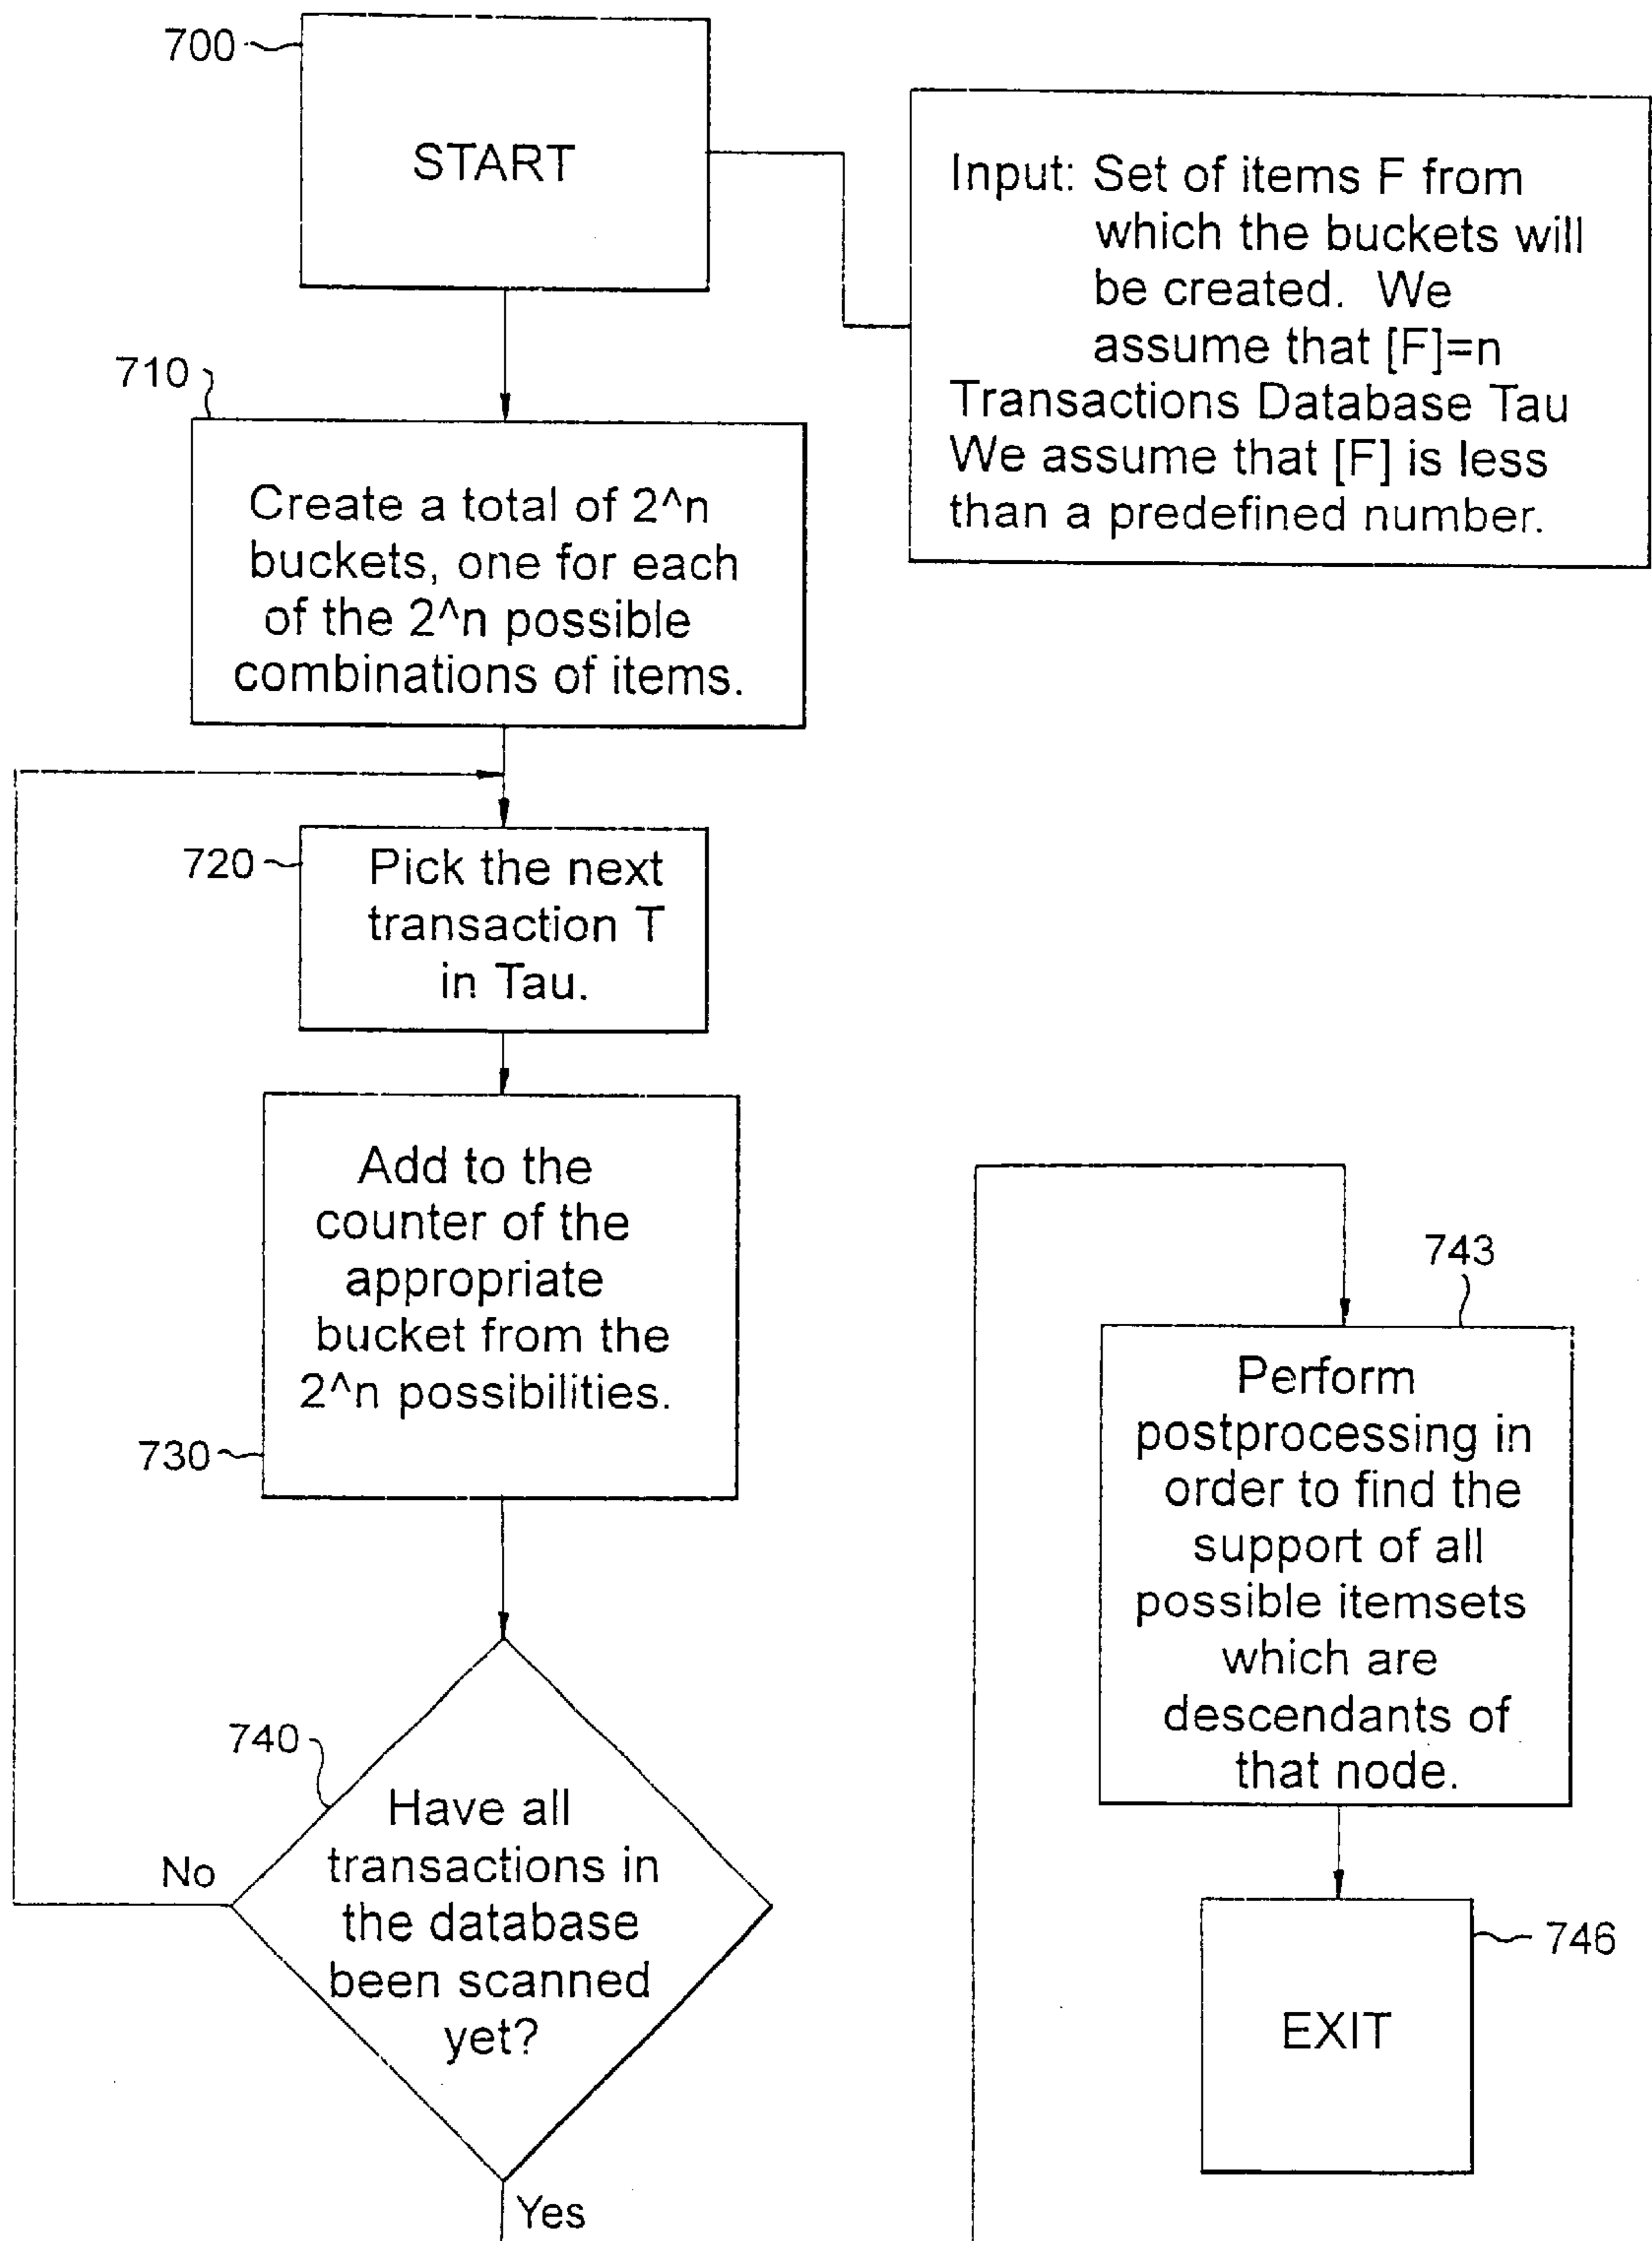 700
START
Input: Set of items F from
which the buckets will
be created. We
assume that [F]=n
Transactions Database Tau
We assume that [F] is less
than a predefined number.
710
Create a total of 2^n
buckets, one for each
of the 2^n possible
combinations of items.
720
Pick the next
transaction T
in Tau.
Add to the
counter of the
appropriate
bucket from the
2^n possibilities.
730
740
Have all
transactions in
the database
been scanned
yet?
No
Yes
743
Perform
postprocessing in
order to find the
support of all
possible itemsets
which are
descendants of
that node.
EXIT
746